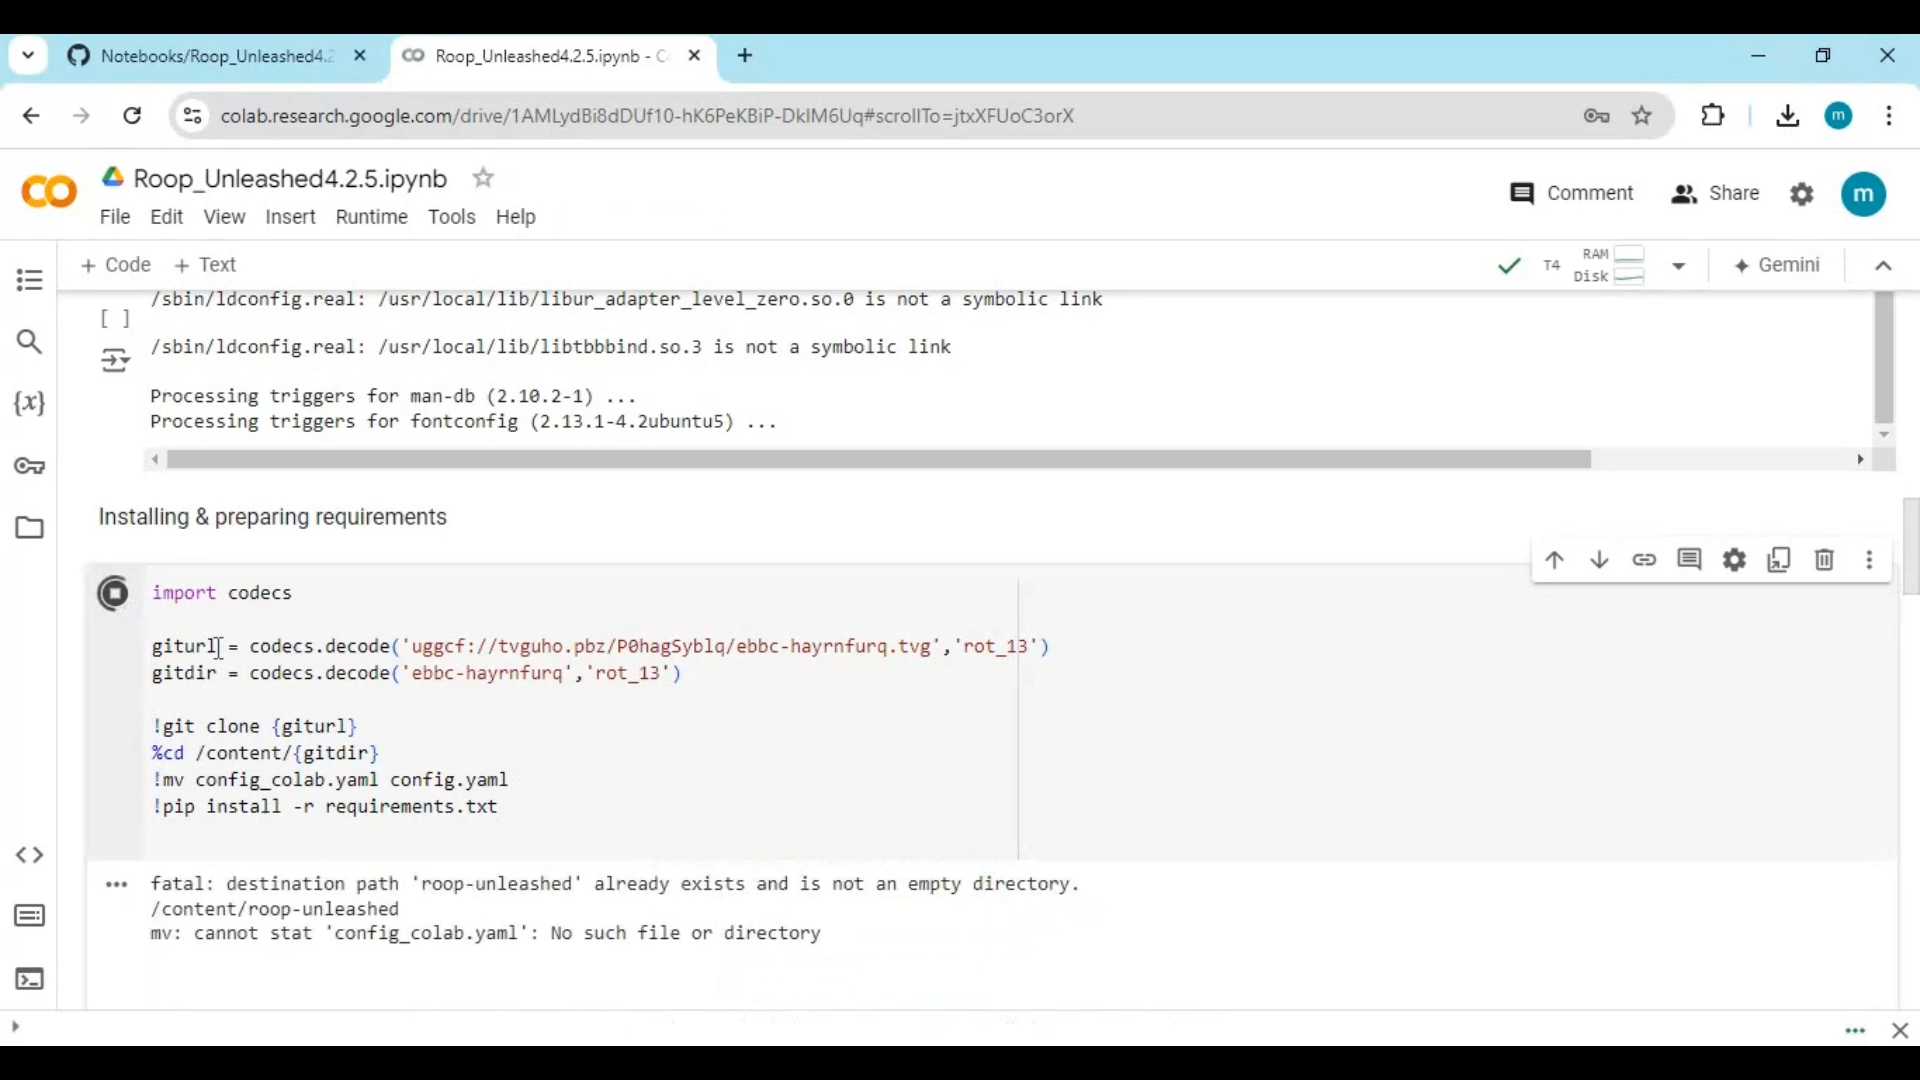 Notebooks/Roop_Unleashed4.2
Roop_Unleashed4.2.5.ipynb - C
colab.research.google.com/drive/1AMLydBi8dDUf10-hK6PeKBiP-DkIM6Uq#scrollTo=jtxXFUoC3orX
m
Roop_Unleashed4.2.5.ipynb
Comment
Share
m
File Edit View Insert Runtime Tools Help
+ Code + Text
T4
RAM
Disk
Gemini
/sbin/ldconfig.real: /usr/local/lib/libur_adapter_level_zero.so.0 is not a symbolic link
[ ]
/sbin/ldconfig.real: /usr/local/lib/libtbbbind.so.3 is not a symbolic link
Processing triggers for man-db (2.10.2-1) ...
Processing triggers for fontconfig (2.13.1-4.2ubuntu5) ...
Installing & preparing requirements
import codecs
giturl = codecs.decode('uggcf://tvguho.pbz/P0hagSyblq/ebbc-hayrnfurq.tvg','rot_13')
gitdir = codecs.decode('ebbc-hayrnfurq','rot_13')
!git clone {giturl}
%cd /content/{gitdir}
!mv config_colab.yaml config.yaml
!pip install -r requirements.txt
fatal: destination path 'roop-unleashed' already exists and is not an empty directory.
/content/roop-unleashed
mv: cannot stat 'config_colab.yaml': No such file or directory